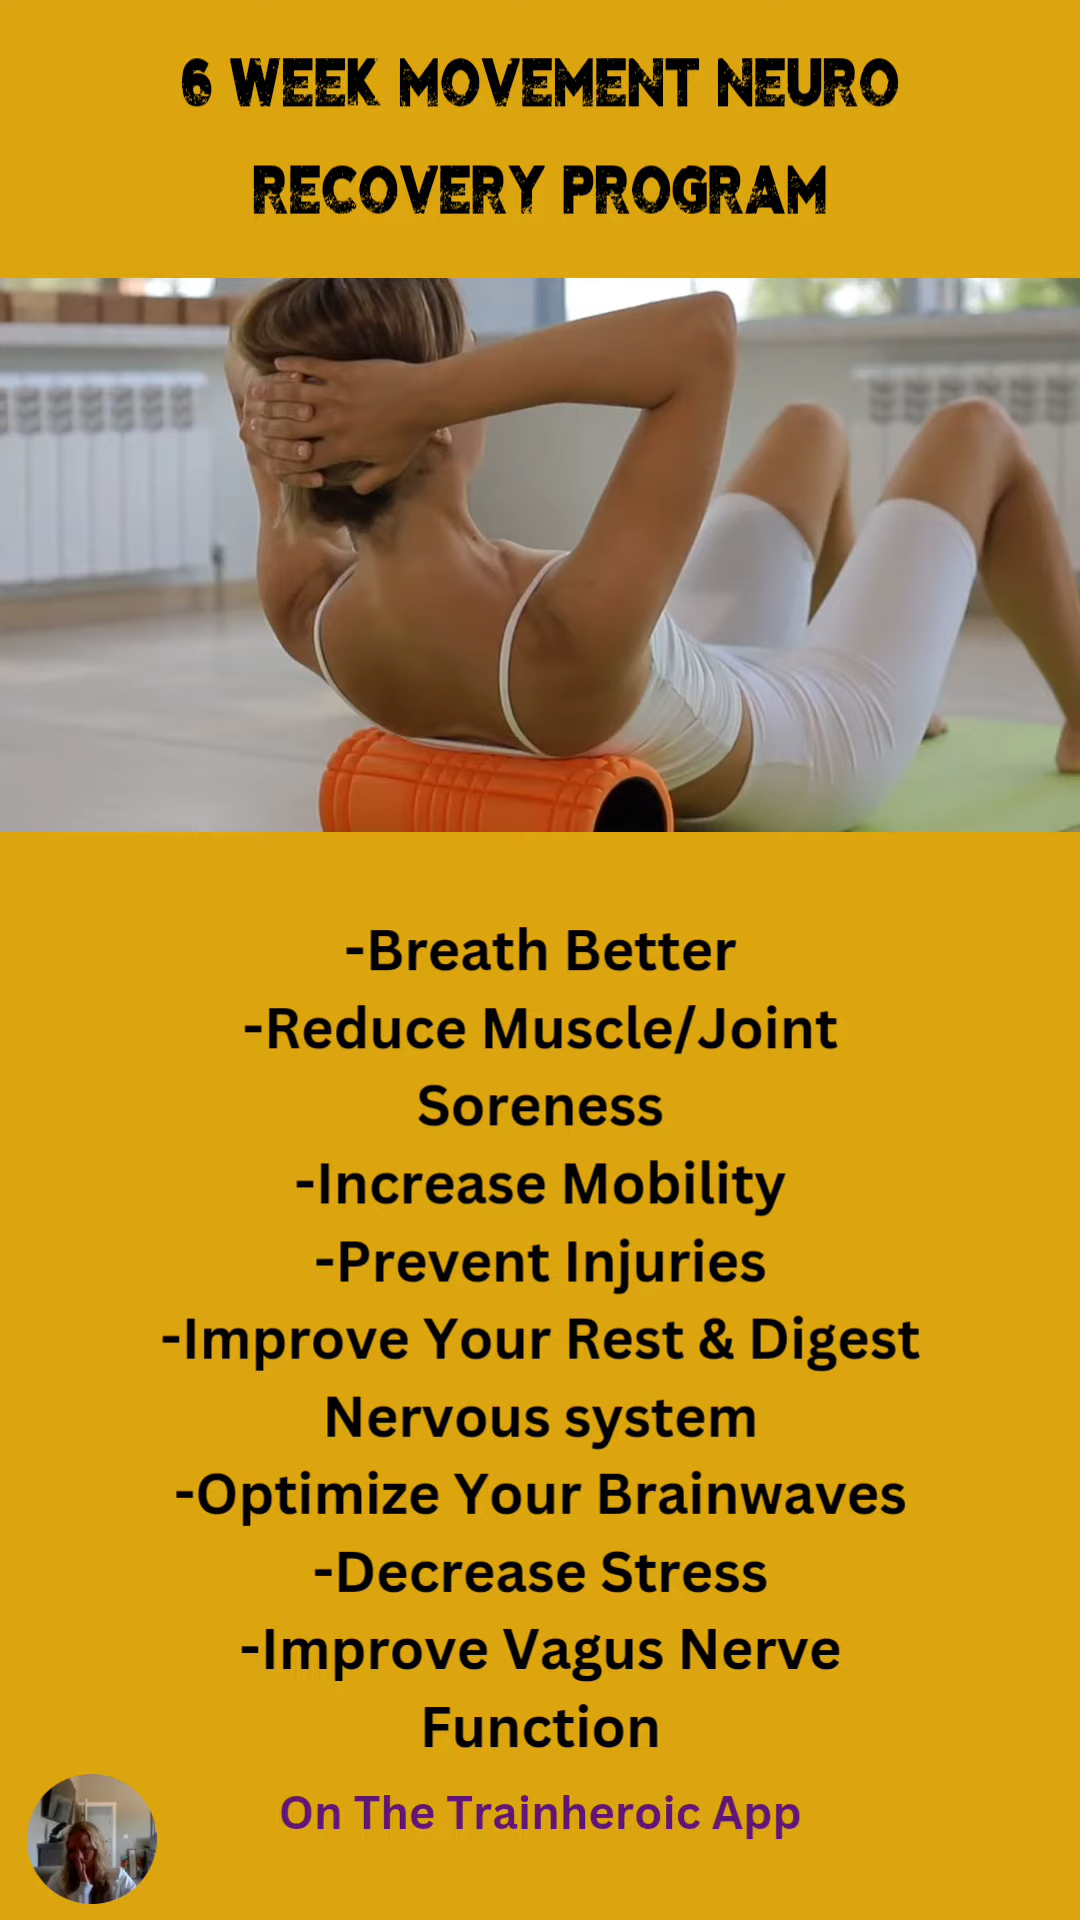 6 WEEK MOVEMENT NEURO
RECOVERY PROGRAM
-Breath Better
-Reduce Muscle/Joint
Soreness
-Increase Mobility
-Prevent Injuries
-Improve Your Rest & Digest
Nervous system
-Optimize Your Brainwaves
-Decrease Stress
-Improve Vagus Nerve
Function
On The Trainheroic App